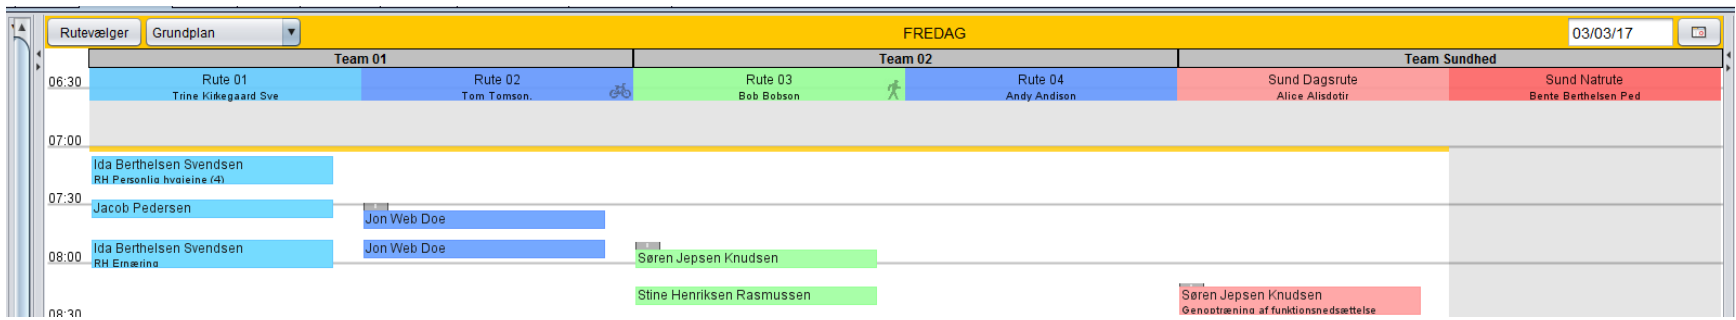 Rutevælger
Grundplan
FREDAG
03/03/17
Team 01
Team 02
Team Sundhed
06:30
Rute 01
Rute 02
Rute 03
Rute 04
Sund Dagsrute
Sund Natrute
Trine Kirkegaard Sve
Tom Tomson.
Bob Bobson
Andy Andison
Alice Alisdotir
Bente Berthelsen Ped
07:00
Ida Berthelsen Svendsen
RH Personlig hygiejne (4)
07:30
Jacob Pedersen
Jon Web Doe
Ida Berthelsen Svendsen
RH Ernæring
Jon Web Doe
08:00
Søren Jepsen Knudsen
Stine Henriksen Rasmussen
Søren Jepsen Knudsen
Genoptræning af funktionsnedsættelse
08:30